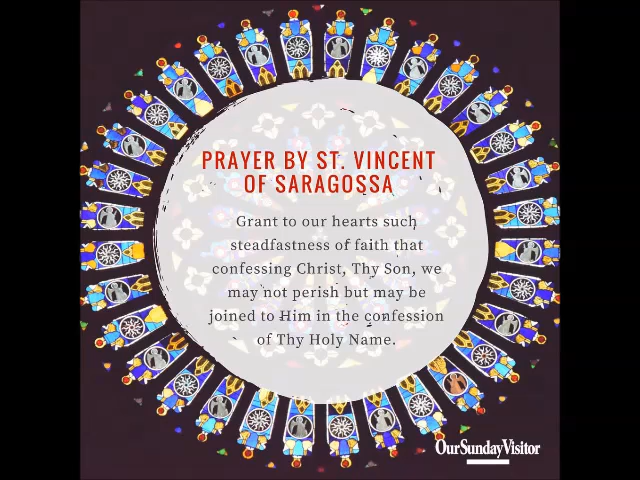 PRAYER BY ST. VINCENT
OF SARAGOSSA
Grant to our hearts such
steadfastness of faith that
confessing Christ, Thy Son, we
may not perish but may be
joined to Him in the confession
of Thy Holy Name.
OurSundayVisitor